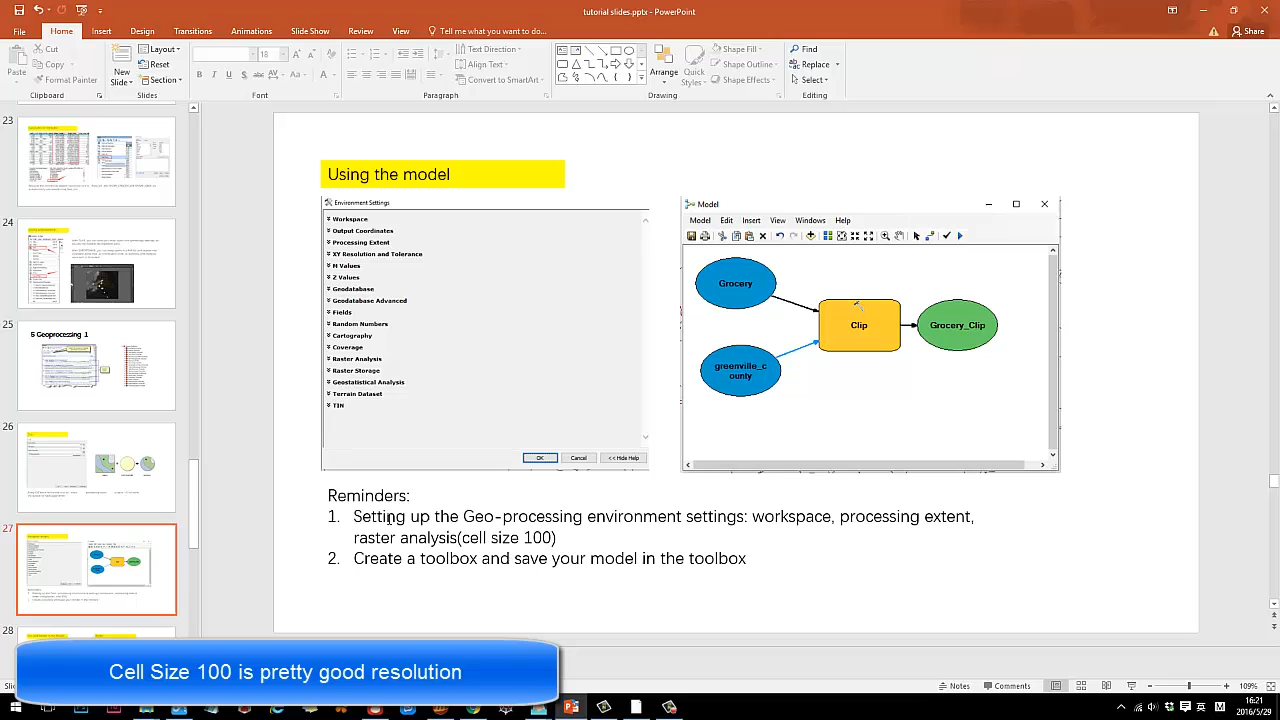 tutorial slides.pptx - PowerPoint
File Home Insert Design Transitions Animations Slide Show Review View Tell me what you want to do... Share
Paste Cut Copy Format Painter
New Slide Layout Reset Section
18
Text Direction Align Text Convert to SmartArt
Arrange Quick Styles Shape Fill Shape Outline Shape Effects
Find Replace Select
Clipboard Slides Font Paragraph Drawing Editing
23
24
25
5 Geoprocessing 1
26
27
28
Using the model
Environment Settings
Workspace
Output Coordinates
Processing Extent
XY Resolution and Tolerance
M Values
Z Values
Geodatabase
Geodatabase Advanced
Fields
Random Numbers
Cartography
Coverage
Raster Analysis
Raster Storage
Geostatistical Analysis
Terrain Dataset
TIN
OK Cancel << Hide Help
Model
Model Edit Insert View Windows Help
Grocery
Clip
Grocery_Clip
greenville_c
ounty
Reminders:
1. Setting up the Geo-processing environment settings: workspace, processing extent,
raster analysis(cell size 100)
2. Create a toolbox and save your model in the toolbox
Cell Size 100 is pretty good resolution
Notes Comments 109%
16:21
2016/5/29